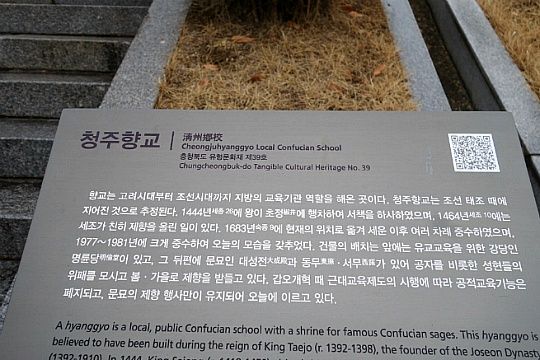 청주향교 | 淸州鄕校
Cheongjuhyanggyo Local Confucian School
충청북도 유형문화재 제39호
Chungcheongbuk-do Tangible Cultural Heritage No. 39
향교는 고려시대부터 조선시대까지 지방의 교육기관 역할을 해온 곳이다. 청주향교는 조선 태조 때에
지어진 것으로 추정된다. 1444년세종 26에 왕이 초정椒井에 행차하여 서책을 하사하였으며, 1464년세조 10에는
세조가 친히 제향을 올린 일이 있다. 1683년숙종 9에 현재의 위치로 옮겨 세운 이후 여러 차례 중수하였으며,
1977~1981년에 크게 중수하여 오늘의 모습을 갖추었다. 건물의 배치는 앞에는 유교교육을 위한 강당인
명륜당明倫堂이 있고, 그 뒤편에 문묘인 대성전大成殿과 동무東廡·서무西廡가 있어 공자를 비롯한 성현들의
위패를 모시고 봄·가을로 제향을 받들고 있다. 갑오개혁 때 근대교육제도의 시행에 따라 공적교육기능은
폐지되고, 문묘의 제향 행사만이 유지되어 오늘에 이르고 있다.
A hyanggyo is a local, public Confucian school with a shrine for famous Confucian sages. This hyanggyo is
believed to have been built during the reign of King Taejo (r. 1392-1398), the founder of the Joseon Dynasty
(1392-1910). In 1444, King Sejong